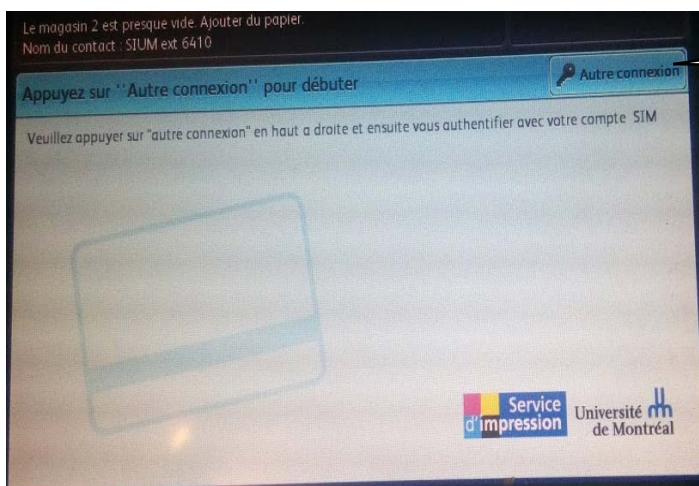 Le magasin 2 est presque vide. Ajouter du papier.
Nom du contact : SIUM ext 6410
Appuyez sur "Autre connexion" pour débuter
Autre connexion
Veuillez appuyer sur "autre connexion" en haut a droite et ensuite vous authentifier avec votre compte SIM
Service
d'impression
Université
de Montréal